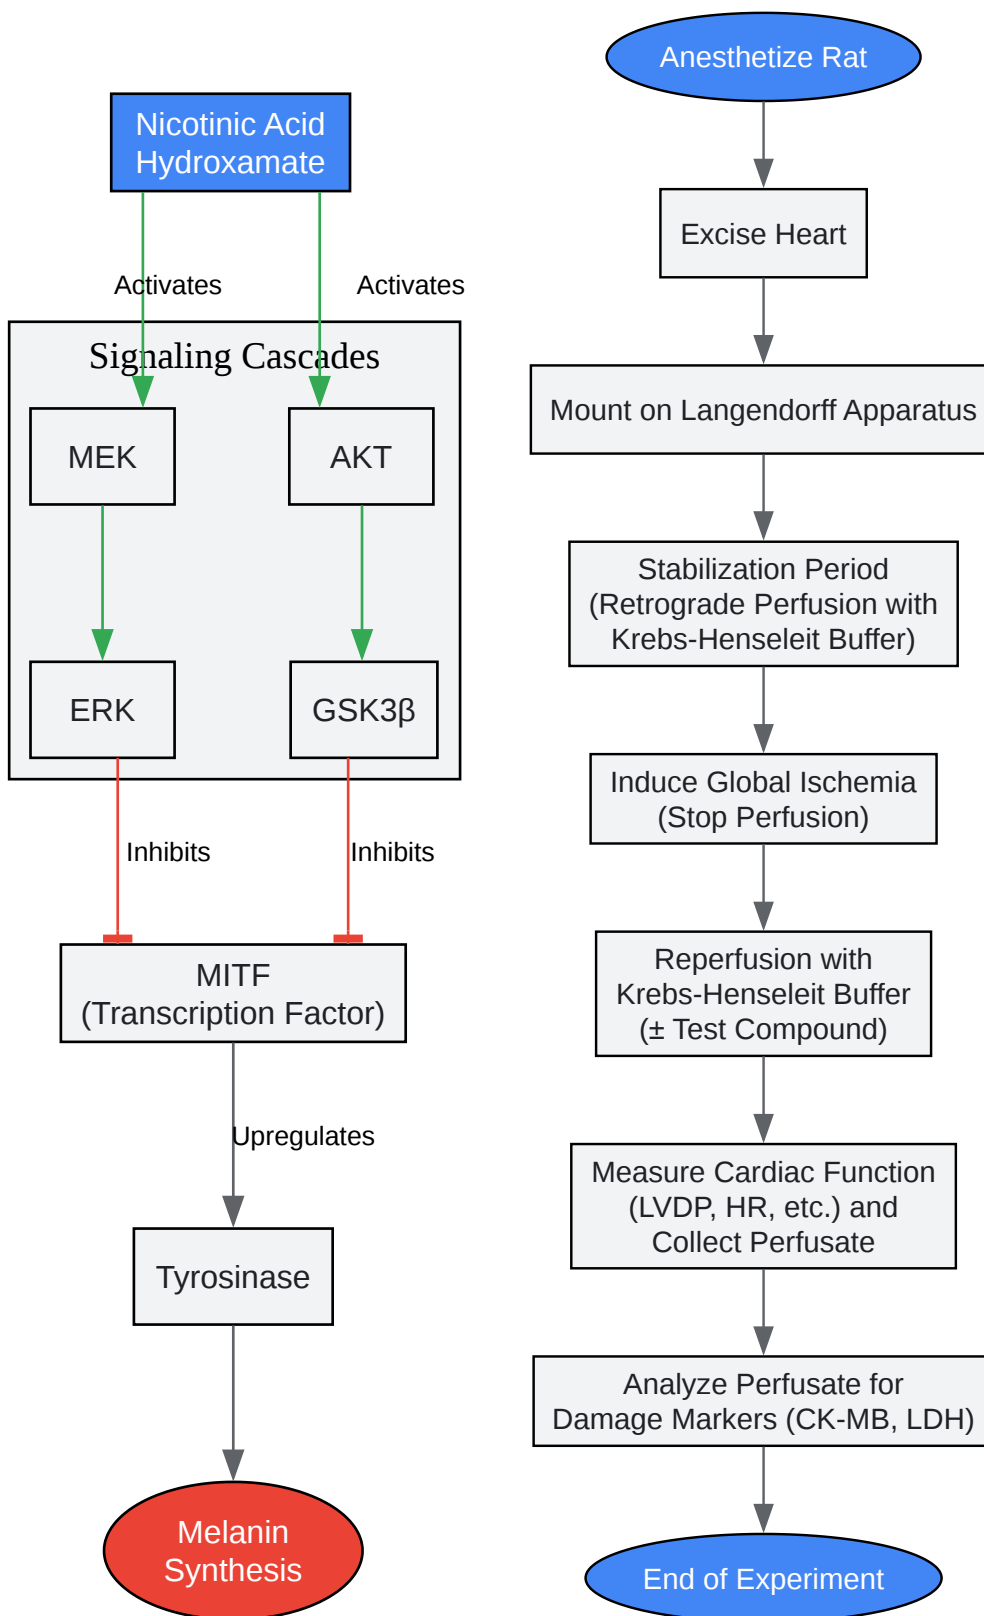 Nicotinic Acid
Hydroxamate
Activates
Activates
Signaling Cascades
MEK
AKT
ERK
GSK3β
Inhibits
Inhibits
MITF
(Transcription Factor)
Upregulates
Tyrosinase
Melanin
Synthesis
Anesthetize Rat
Excise Heart
Mount on Langendorff Apparatus
Stabilization Period
(Retrograde Perfusion with
Krebs-Henseleit Buffer)
Induce Global Ischemia
(Stop Perfusion)
Reperfusion with
Krebs-Henseleit Buffer
(± Test Compound)
Measure Cardiac Function
(LVDP, HR, etc.) and
Collect Perfusate
Analyze Perfusate for
Damage Markers (CK-MB, LDH)
End of Experiment